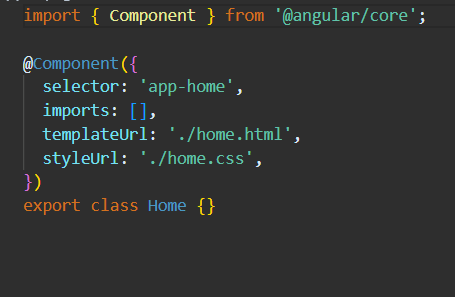 import { Component } from '@angular/core';
@Component({
  selector: 'app-home',
  imports: [],
  templateUrl: './home.html',
  styleUrl: './home.css',
})
export class Home {}